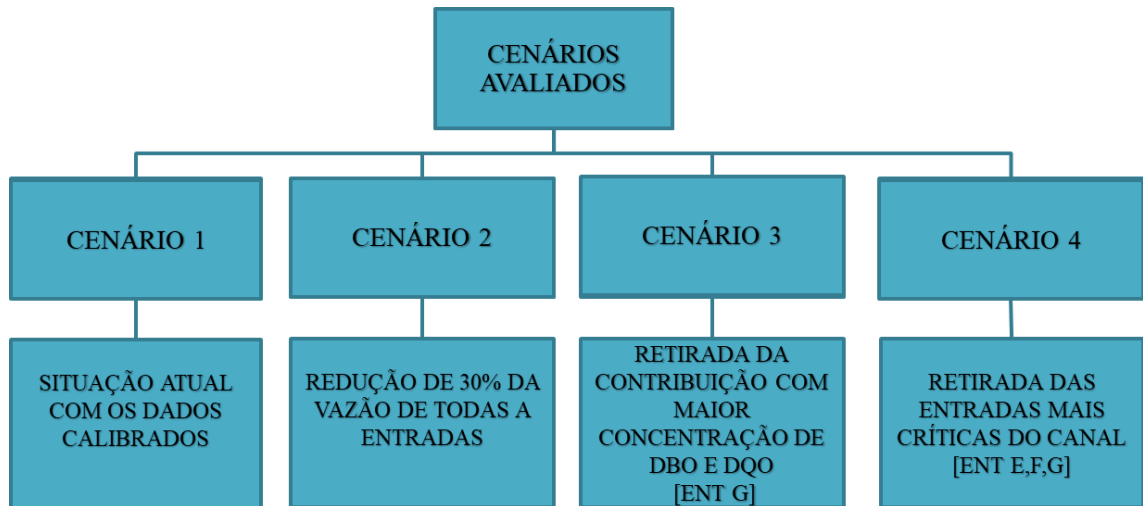 CENÁRIOS
AVALIADOS
CENÁRIO 1
CENÁRIO 2
CENÁRIO 3
CENÁRIO 4
SITUAÇÃO ATUAL
COM OS DADOS
CALIBRADOS
REDUÇÃO DE 30% DA
VAZÃO DE TODAS A
ENTRADAS
RETIRADA DA
CONTRIBUIÇÃO COM
MAIOR
CONCENTRAÇÃO DE
DBO E DQO
[ENT G]
RETIRADA DAS
ENTRADAS MAIS
CRÍTICAS DO CANAL
[ENT E,F,G]